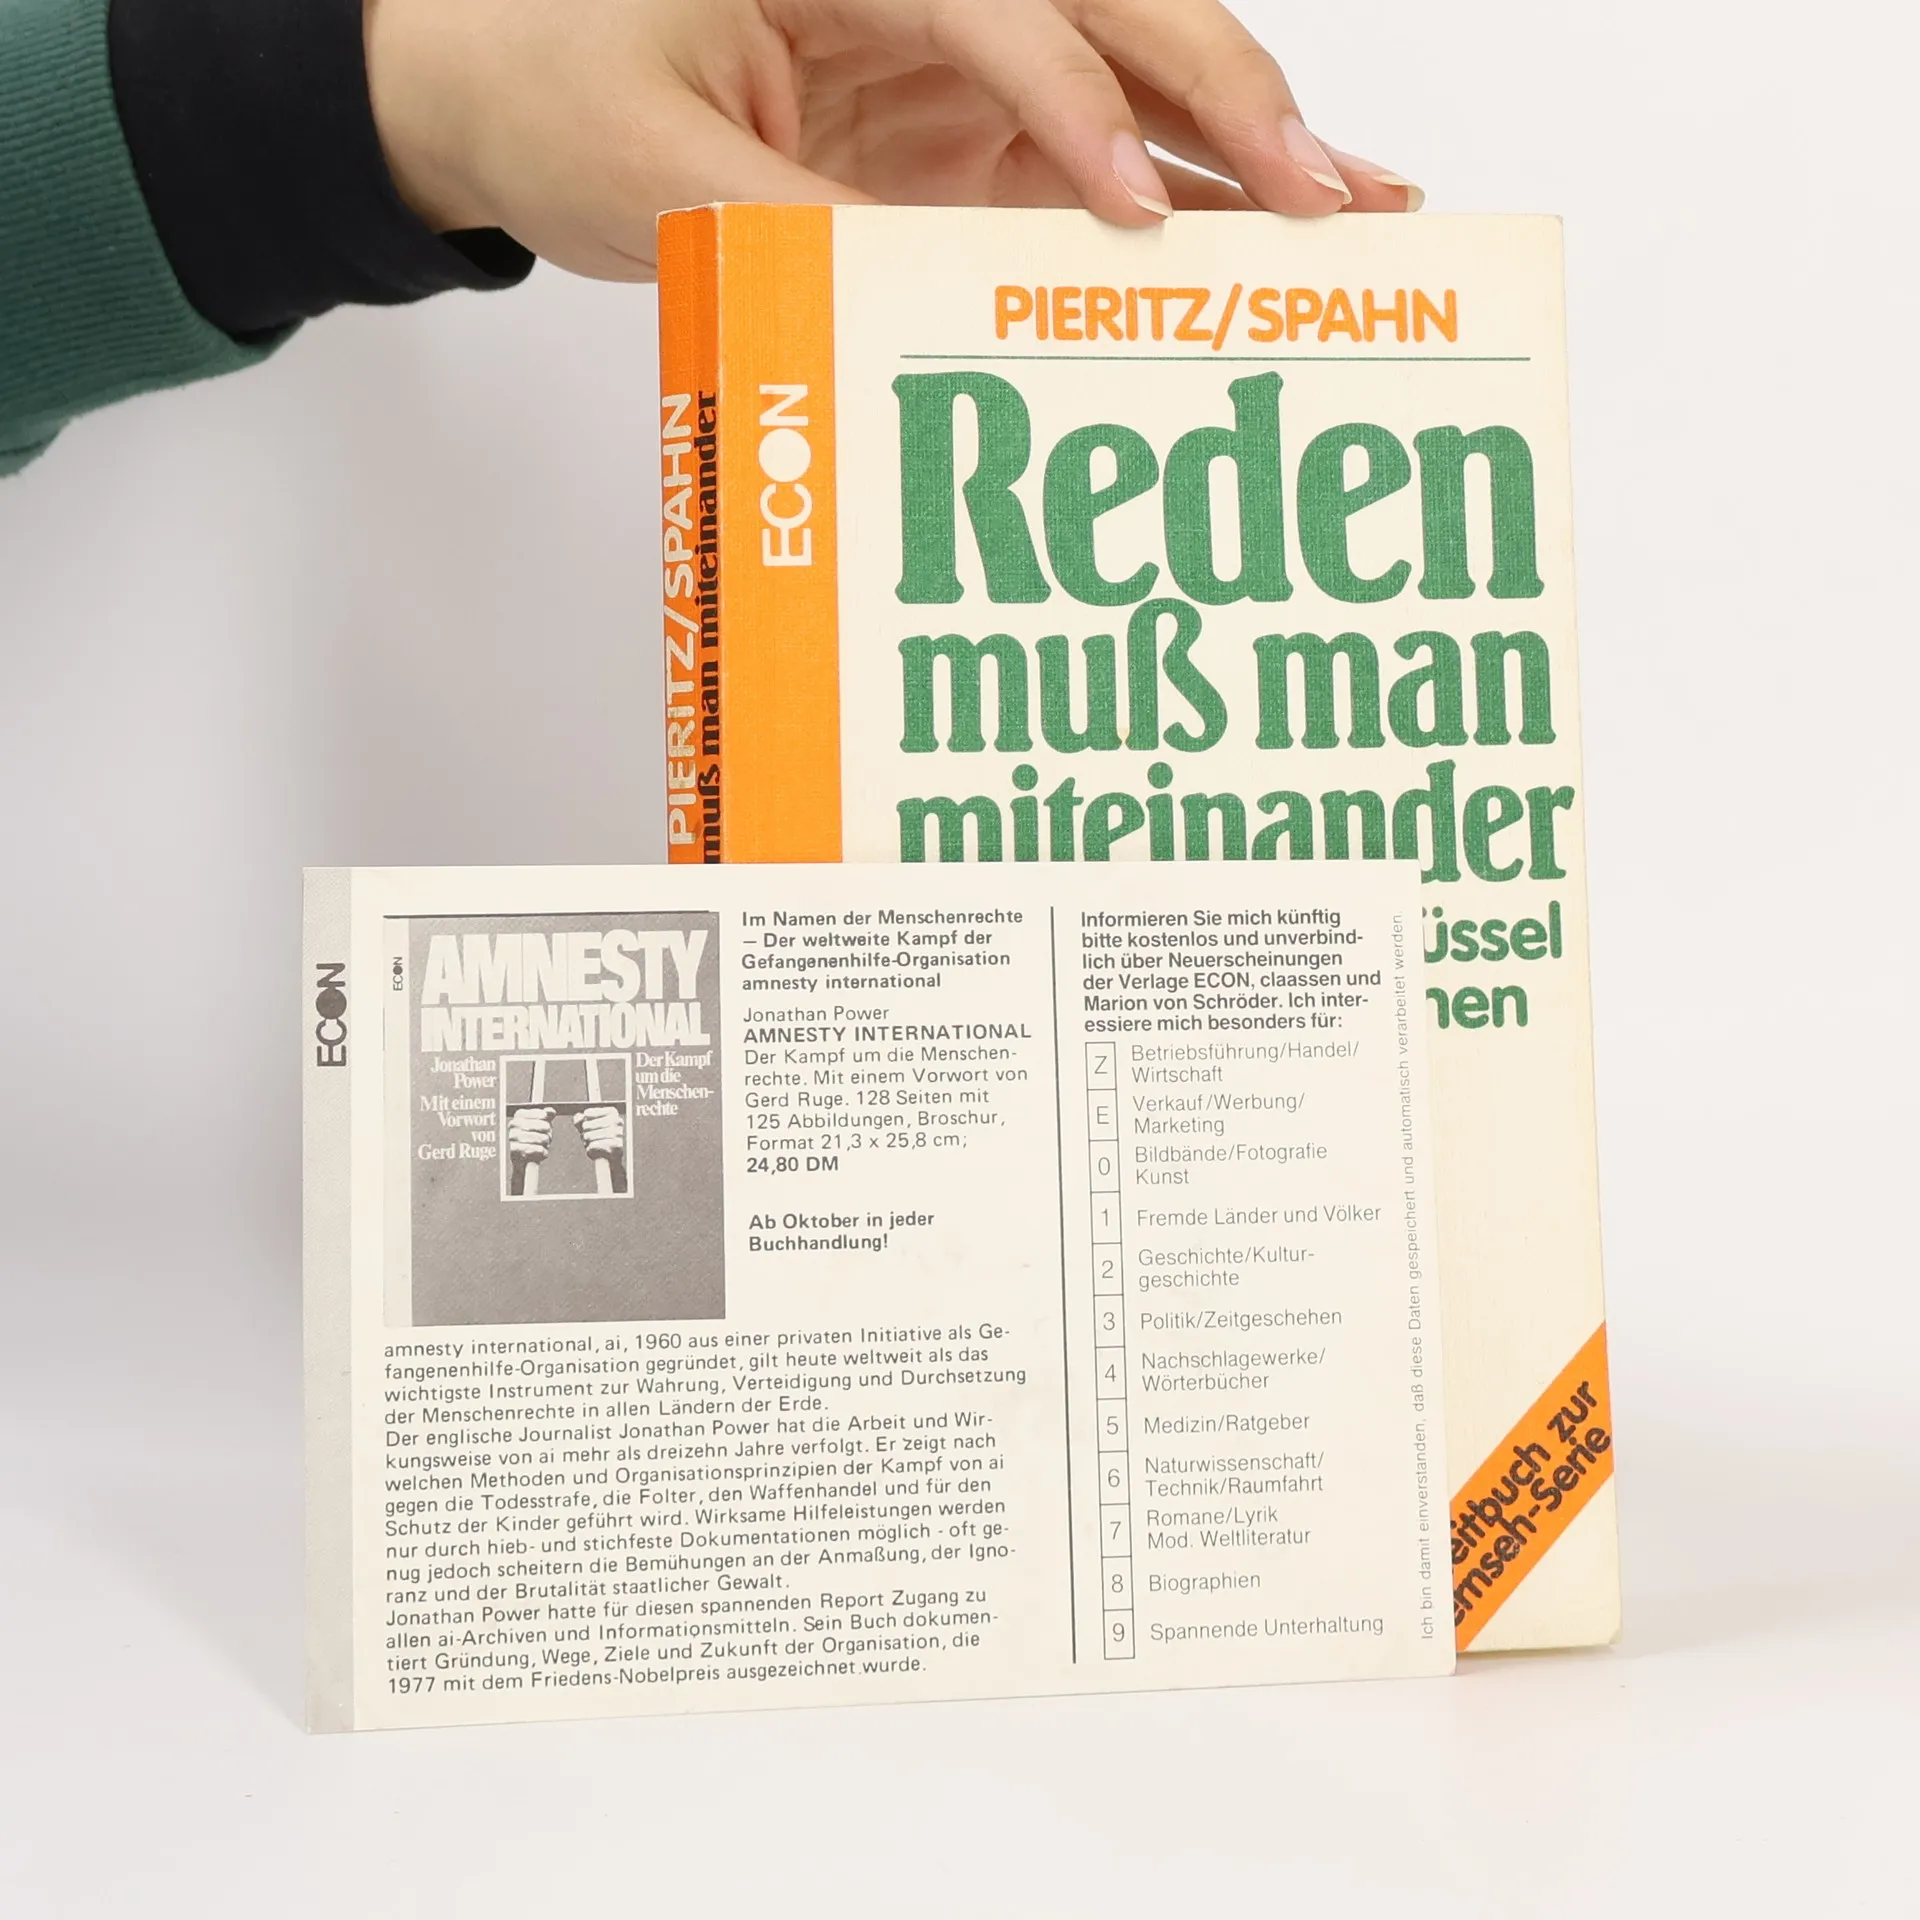 PIERITZ/SPAHN
Reden
muß man
miteinander
ECON
PIERITZ/SPAHN
muß man miteinander
ECON
AMNESTY
INTERNATIONAL
ECON
Jonathan
Power
Mit einem
Vorwort
von
Gerd Ruge
Der Kampf
um die
Menschen-
rechte
Im Namen der Menschenrechte
– Der weltweite Kampf der
Gefangenenhilfe-Organisation
amnesty international
Jonathan Power
AMNESTY INTERNATIONAL
Der Kampf um die Menschen-
rechte. Mit einem Vorwort von
Gerd Ruge. 128 Seiten mit
125 Abbildungen, Broschur,
Format 21,3 x 25,8 cm;
24,80 DM
Ab Oktober in jeder
Buchhandlung!
amnesty international, ai, 1960 aus einer privaten Initiative als Ge-
fangenenhilfe-Organisation gegründet, gilt heute weltweit als das
wichtigste Instrument zur Wahrung, Verteidigung und Durchsetzung
der Menschenrechte in allen Ländern der Erde.
Der englische Journalist Jonathan Power hat die Arbeit und Wir-
kungsweise von ai mehr als dreizehn Jahre verfolgt. Er zeigt nach
welchen Methoden und Organisationsprinzipien der Kampf von ai
gegen die Todesstrafe, die Folter, den Waffenhandel und für den
Schutz der Kinder geführt wird. Wirksame Hilfeleistungen werden
nur durch hieb- und stichfeste Dokumentationen möglich - oft ge-
nug jedoch scheitern die Bemühungen an der Anmaßung, der Igno-
ranz und der Brutalität staatlicher Gewalt.
Jonathan Power hatte für diesen spannenden Report Zugang zu
allen ai-Archiven und Informationsmitteln. Sein Buch dokumen-
tiert Gründung, Wege, Ziele und Zukunft der Organisation, die
1977 mit dem Friedens-Nobelpreis ausgezeichnet wurde.
Informieren Sie mich künftig
bitte kostenlos und unverbind-
lich über Neuerscheinungen
der Verlage ECON, claassen und
Marion von Schröder. Ich inter-
essiere mich besonders für:
Z Betriebsführung/Handel/
Wirtschaft
E Verkauf/Werbung/
Marketing
0 Bildbände/Fotografie
Kunst
1 Fremde Länder und Völker
2 Geschichte/Kultur-
geschichte
3 Politik/Zeitgeschehen
4 Nachschlagewerke/
Wörterbücher
5 Medizin/Ratgeber
6 Naturwissenschaft/
Technik/Raumfahrt
7 Romane/Lyrik
Mod. Weltliteratur
8 Biographien
9 Spannende Unterhaltung
Ich bin damit einverstanden, daß diese Daten gespeichert und automatisch verarbeitet werden.
üssel
nen
eitbuch zur
ernseh-Serie